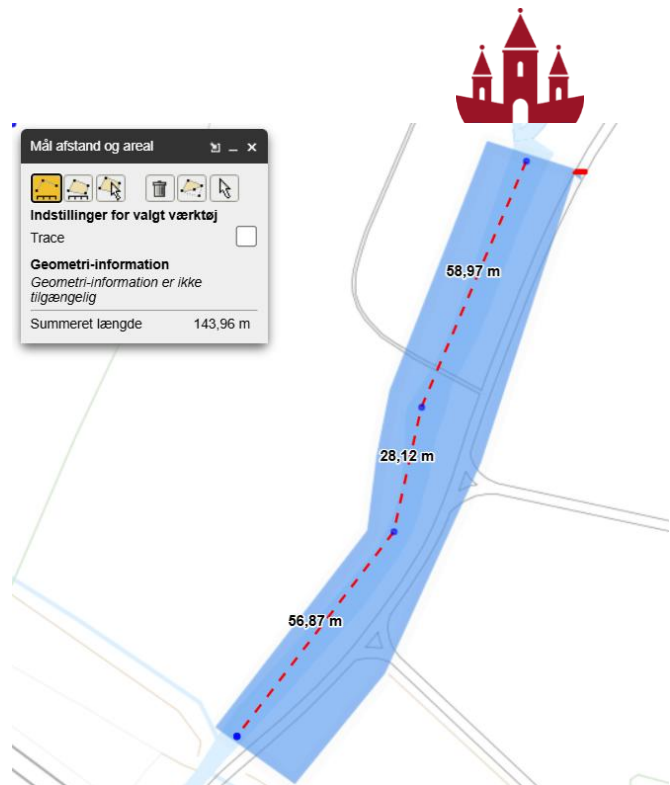 Mål afstand og areal
Indstillinger for valgt værktøj
Trace
Geometri-information
Geometri-information er ikke
tilgængelig
Summeret længde 143,96 m
58,97 m
28,12 m
56,87 m